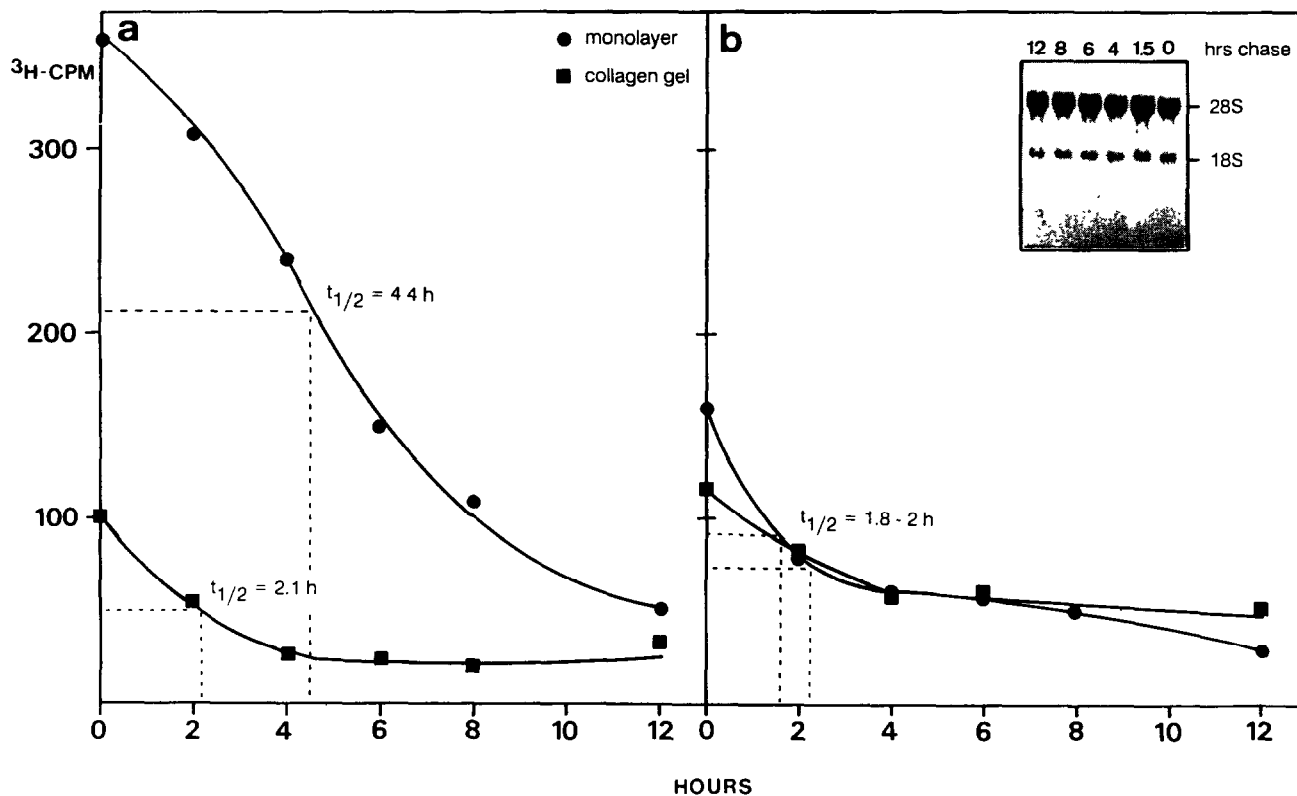 a
● monolayer
■ collagen gel
³H-CPM
300
200
100
t1/2 = 4 4 h
t1/2 = 2.1 h
0 2 4 6 8 10 12
b
12 8 6 4 1.5 0 hrs chase
28S
18S
t1/2 = 1.8 - 2 h
0 2 4 6 8 10 12
HOURS